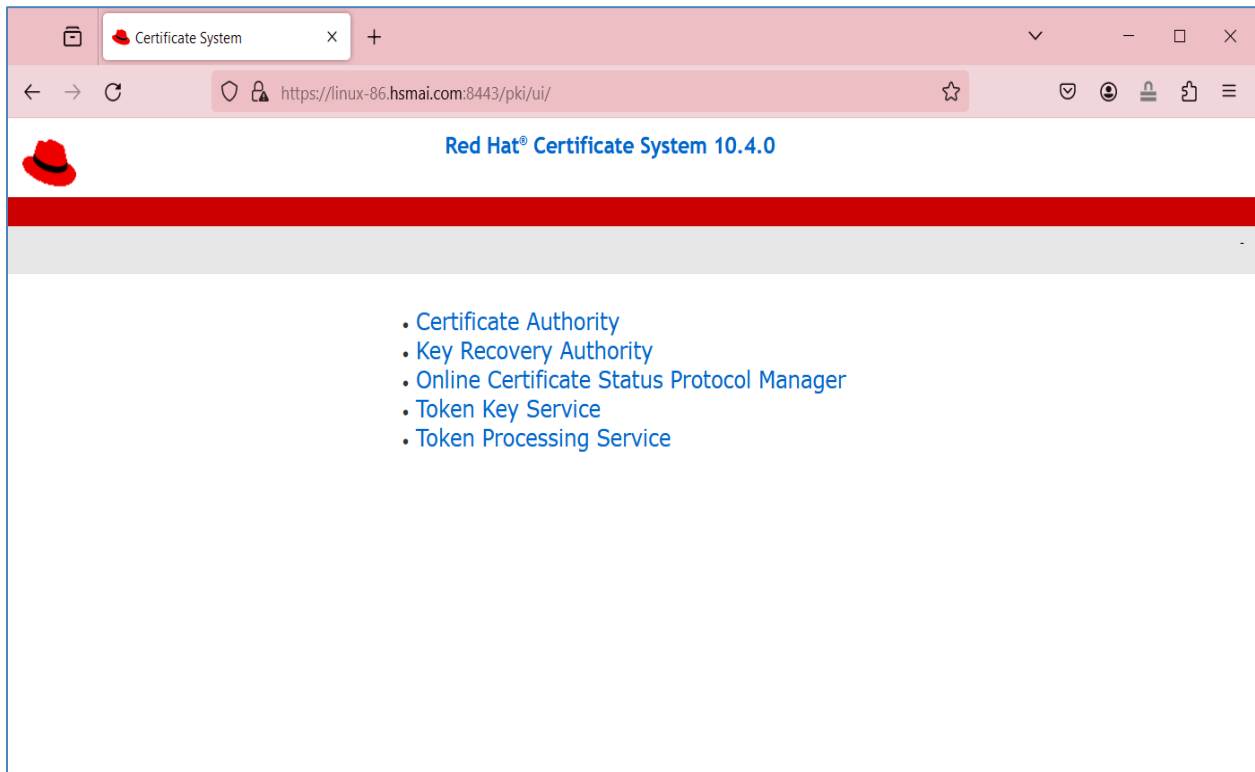 Certificate System
https://linux-86.hsmai.com:8443/pki/ui/
Red Hat® Certificate System 10.4.0
-
• Certificate Authority
• Key Recovery Authority
• Online Certificate Status Protocol Manager
• Token Key Service
• Token Processing Service